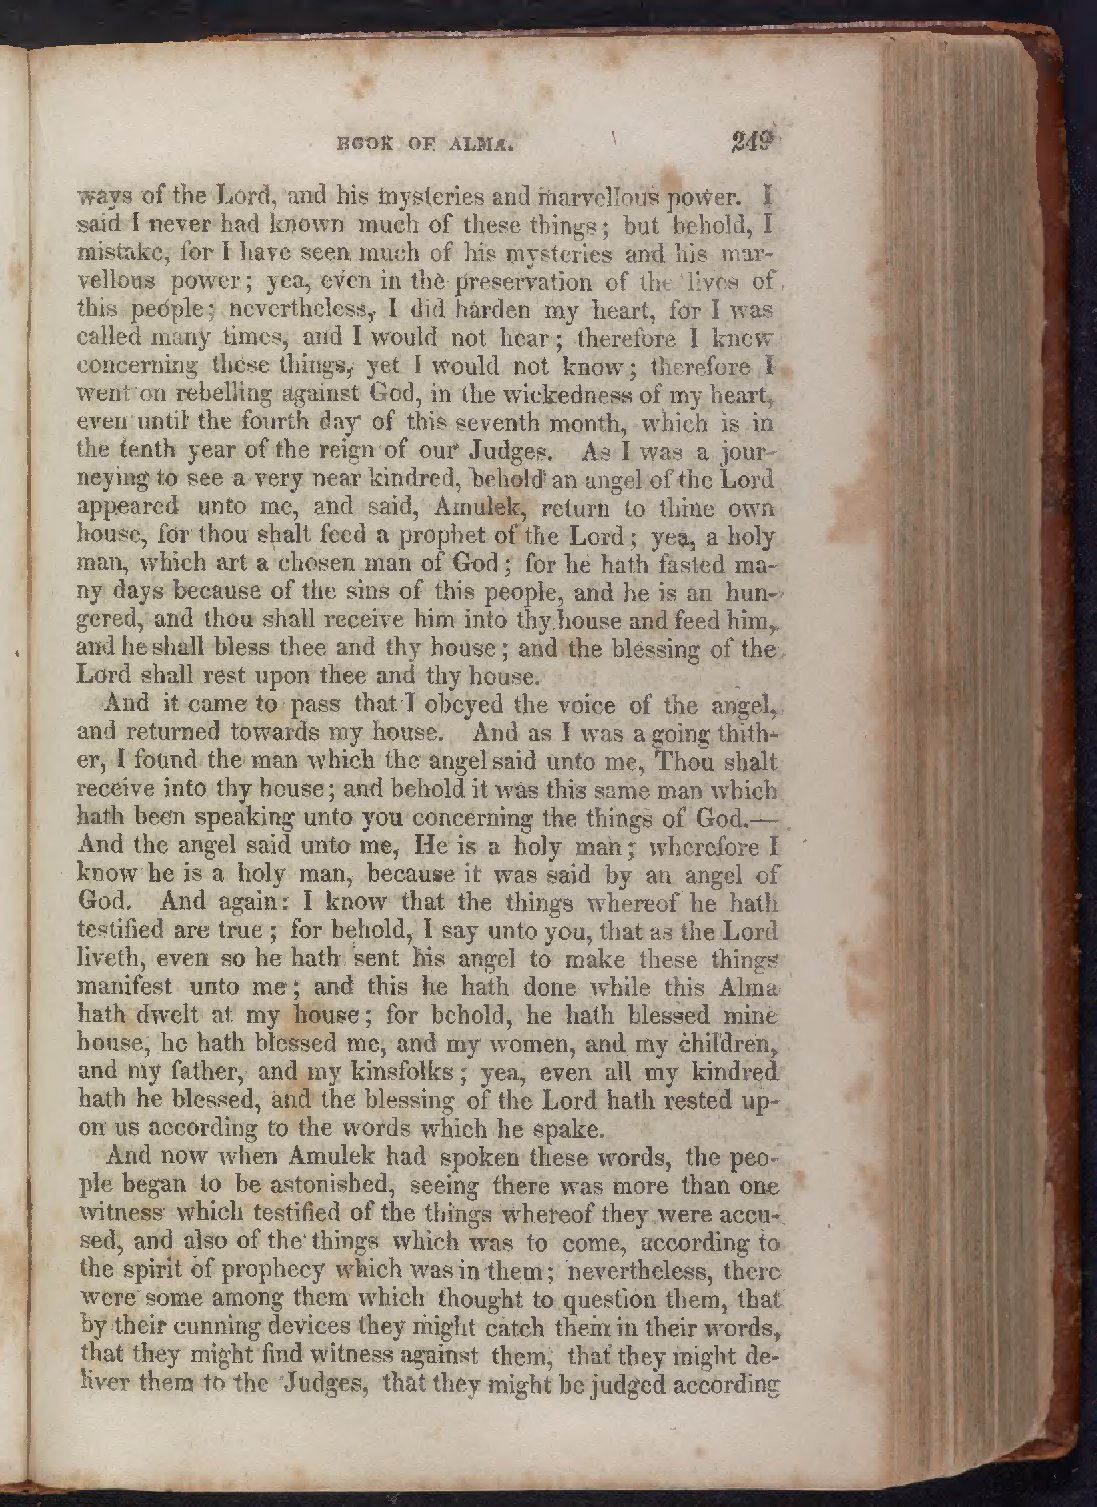 BOOK OF ALMA. 249
ways of the Lord, and his mysteries and marvellous power. I
said I never had known much of these things; but behold, I
mistake, for I have seen much of his mysteries and his mar-
vellous power; yea, even in the preservation of the lives of
this people; nevertheless, I did harden my heart, for I was
called many times, and I would not hear; therefore I knew
concerning these things, yet I would not know; therefore I
went on rebelling against God, in the wickedness of my heart,
even until the fourth day of this seventh month, which is in
the tenth year of the reign of our Judges. As I was a jour-
neying to see a very near kindred, behold an angel of the Lord
appeared unto me, and said, Amulek, return to thine own
house, for thou shalt feed a prophet of the Lord; yea, a holy
man, which art a chosen man of God; for he hath fasted ma-
ny days because of the sins of this people, and he is an hun-
gered, and thou shall receive him into thy house and feed him,
and he shall bless thee and thy house; and the blessing of the
Lord shall rest upon thee and thy house.
And it came to pass that I obeyed the voice of the angel,
and returned towards my house. And as I was a going thith-
er, I found the man which the angel said unto me, Thou shalt
receive into thy house; and behold it was this same man which
hath been speaking unto you concerning the things of God.—
And the angel said unto me, He is a holy man; wherefore I
know he is a holy man, because it was said by an angel of
God. And again: I know that the things whereof he hath
testified are true; for behold, I say unto you, that as the Lord
liveth, even so he hath sent his angel to make these things
manifest unto me; and this he hath done while this Alma
hath dwelt at my house; for behold, he hath blessed mine
house, he hath blessed me, and my women, and my children,
and my father, and my kinsfolks; yea, even all my kindred
hath he blessed, and the blessing of the Lord hath rested up-
on us according to the words which he spake.
And now when Amulek had spoken these words, the peo-
ple began to be astonished, seeing there was more than one
witness which testified of the things whereof they were accu-
sed, and also of the things which was to come, according to
the spirit of prophecy which was in them; nevertheless, there
were some among them which thought to question them, that
by their cunning devices they might catch them in their words,
that they might find witness against them, that they might de-
liver them to the Judges, that they might be judged according